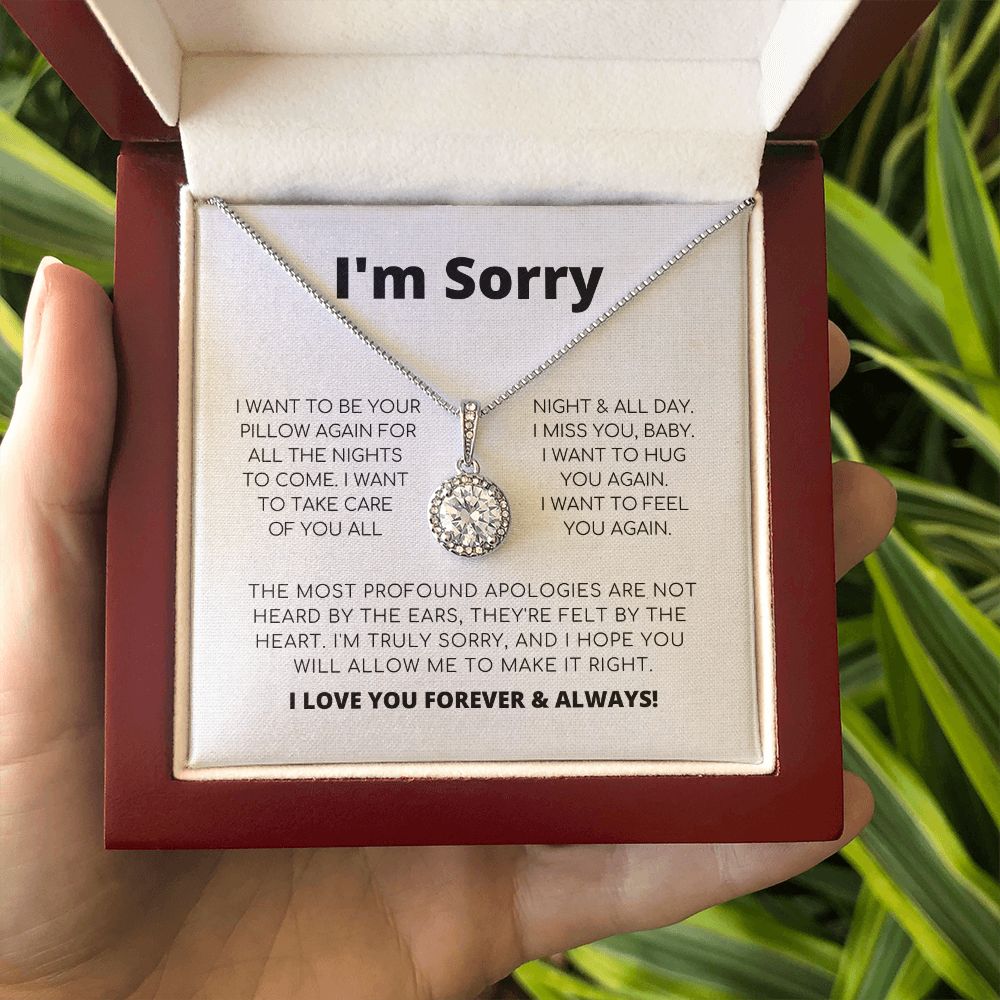 I'm Sorry
I WANT TO BE YOUR
PILLOW AGAIN FOR
ALL THE NIGHTS
TO COME. I WANT
TO TAKE CARE
OF YOU ALL
NIGHT & ALL DAY.
I MISS YOU, BABY.
I WANT TO HUG
YOU AGAIN.
I WANT TO FEEL
YOU AGAIN.
THE MOST PROFOUND APOLOGIES ARE NOT
HEARD BY THE EARS, THEY'RE FELT BY THE
HEART. I'M TRULY SORRY, AND I HOPE YOU
WILL ALLOW ME TO MAKE IT RIGHT.
I LOVE YOU FOREVER & ALWAYS!